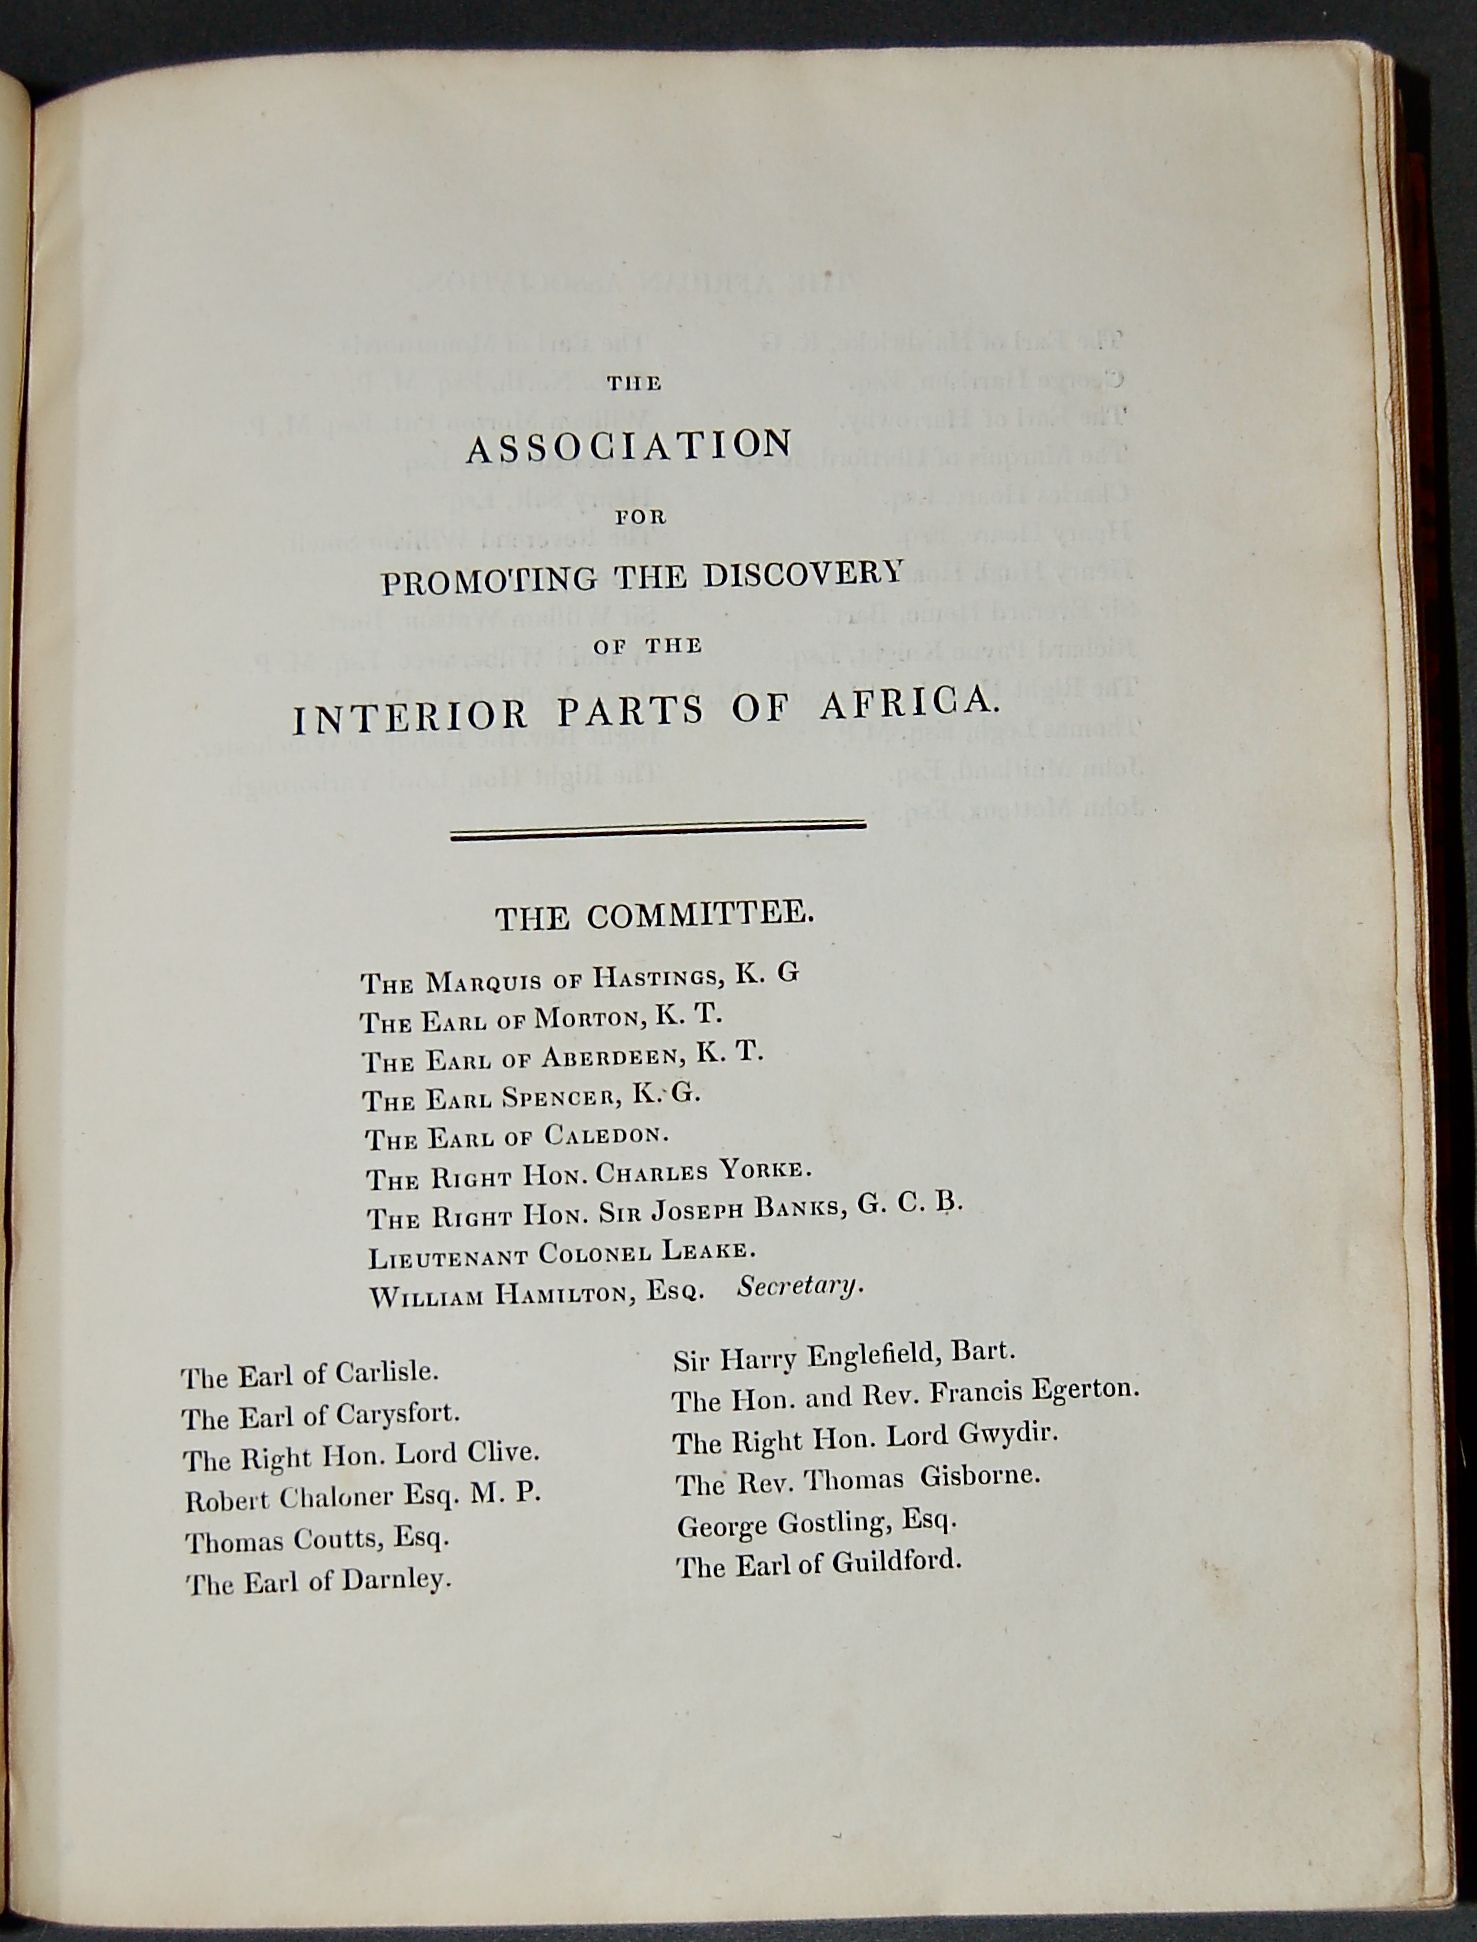 THE
ASSOCIATION
FOR
PROMOTING THE DISCOVERY
OF THE
INTERIOR PARTS OF AFRICA.
THE COMMITTEE.
THE MARQUIS OF HASTINGS, K. G
THE EARL OF MORTON, K. T.
THE EARL OF ABERDEEN, K. T.
THE EARL SPENCER, K. G.
THE EARL OF CALEDON.
THE RIGHT HON. CHARLES YORKE.
THE RIGHT HON. SIR JOSEPH BANKS, G. C. B.
LIEUTENANT COLONEL LEAKE.
WILLIAM HAMILTON, ESQ. Secretary.
The Earl of Carlisle.
The Earl of Carysfort.
The Right Hon. Lord Clive.
Robert Chaloner Esq. M. P.
Thomas Coutts, Esq.
The Earl of Darnley.
Sir Harry Englefield, Bart.
The Hon. and Rev. Francis Egerton.
The Right Hon. Lord Gwydir.
The Rev. Thomas Gisborne.
George Gostling, Esq.
The Earl of Guildford.